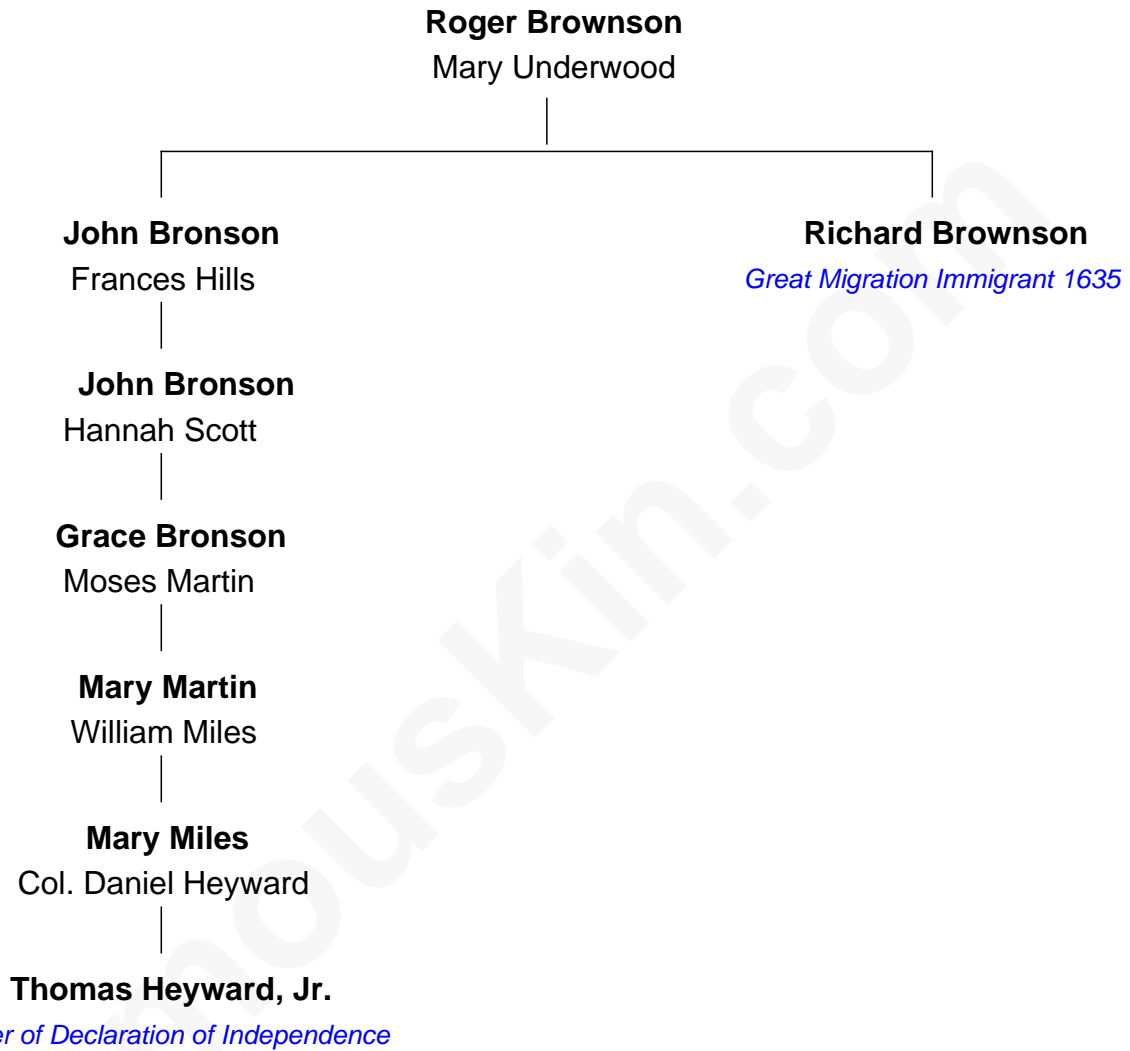 Roger Brownson
Mary Underwood
John Bronson
Richard Brownson
Frances Hills
Great Migration Immigrant 1635
John Bronson
Hannah Scott
Grace Bronson
Moses Martin
Mary Martin
William Miles
Mary Miles
Col. Daniel Heyward
Thomas Heyward, Jr.
er of Declaration of Independence
mousKin.com